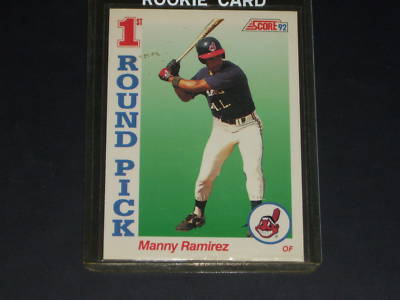 ROOKIE CARD
1ST
ROUND PICK
SCORE 92
Manny Ramirez
OF